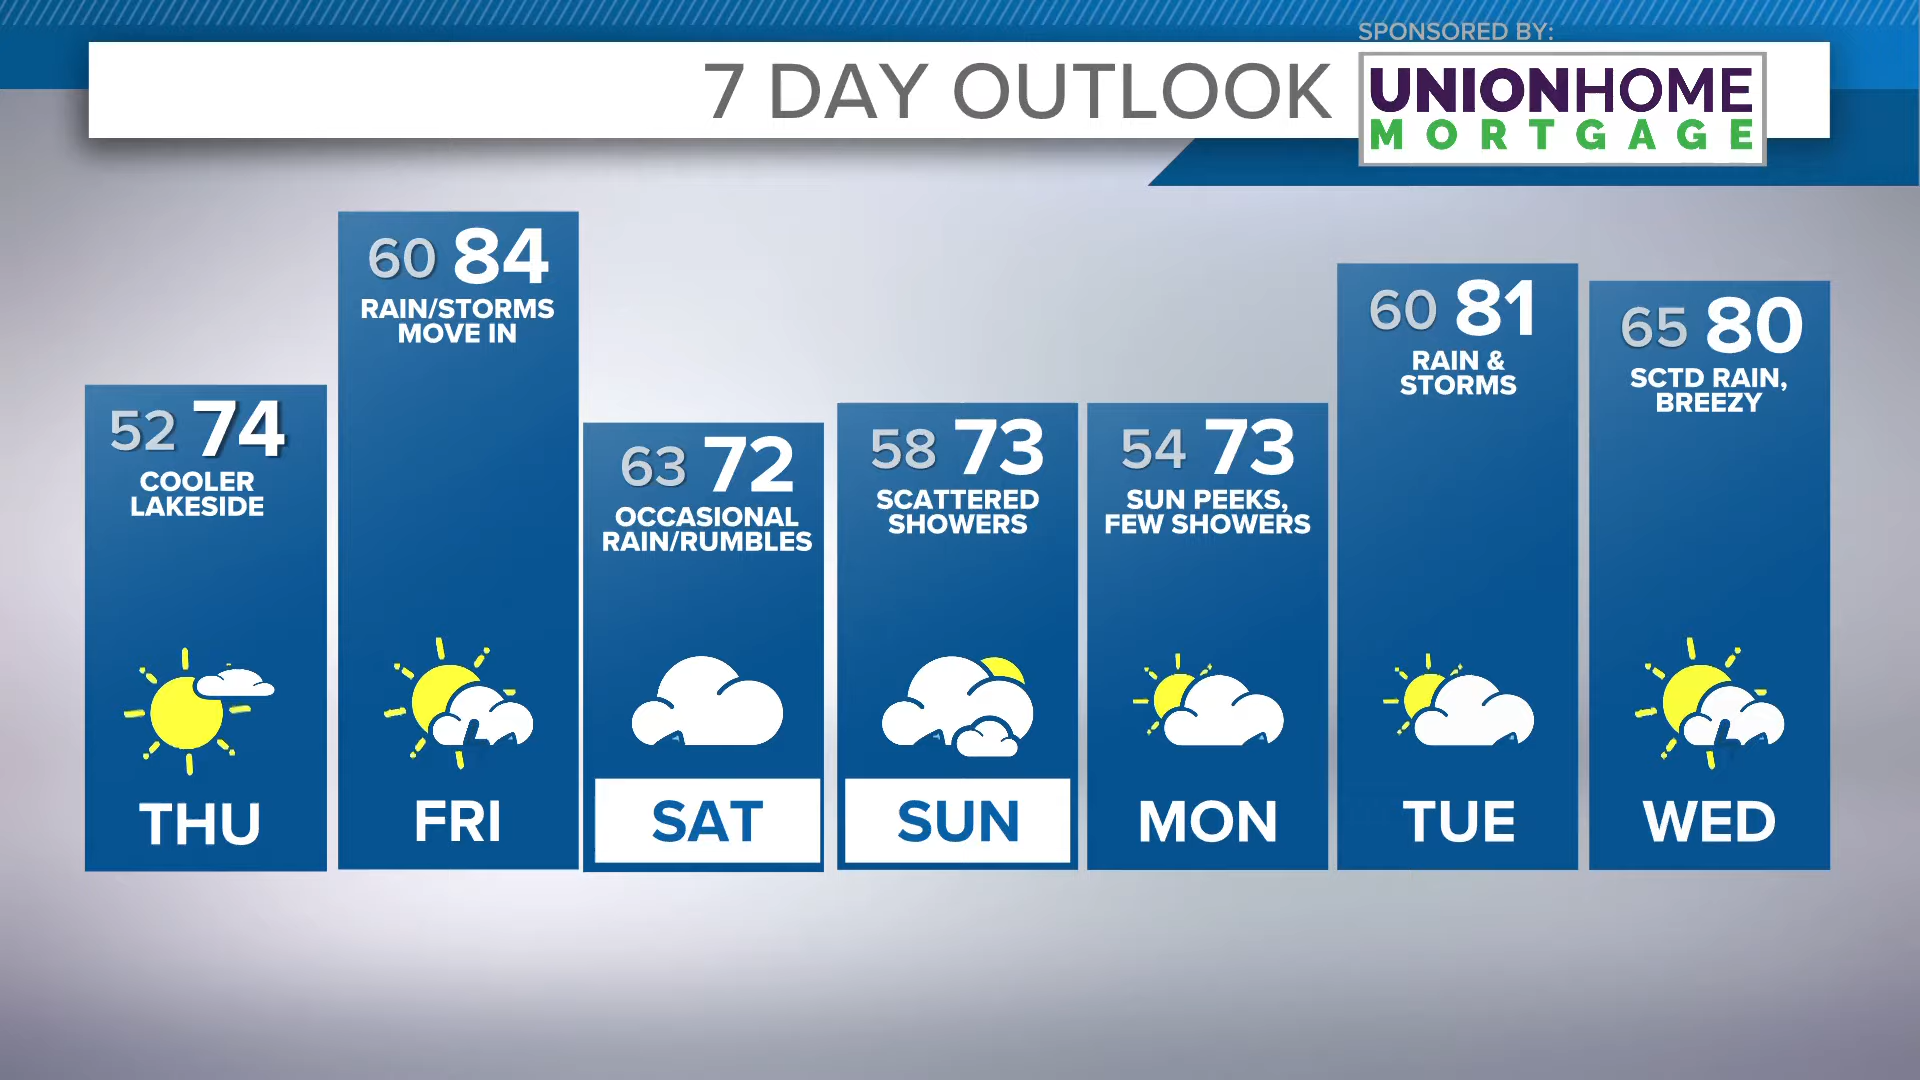 SPONSORED BY:
7 DAY OUTLOOK
UNIONHOME
MORTGAGE
52 74
COOLER
LAKESIDE
THU
60 84
RAIN/STORMS
MOVE IN
FRI
63 72
OCCASIONAL
RAIN/RUMBLES
SAT
58 73
SCATTERED
SHOWERS
SUN
54 73
SUN PEEKS,
FEW SHOWERS
MON
60 81
RAIN &
STORMS
TUE
65 80
SCTD RAIN,
BREEZY
WED